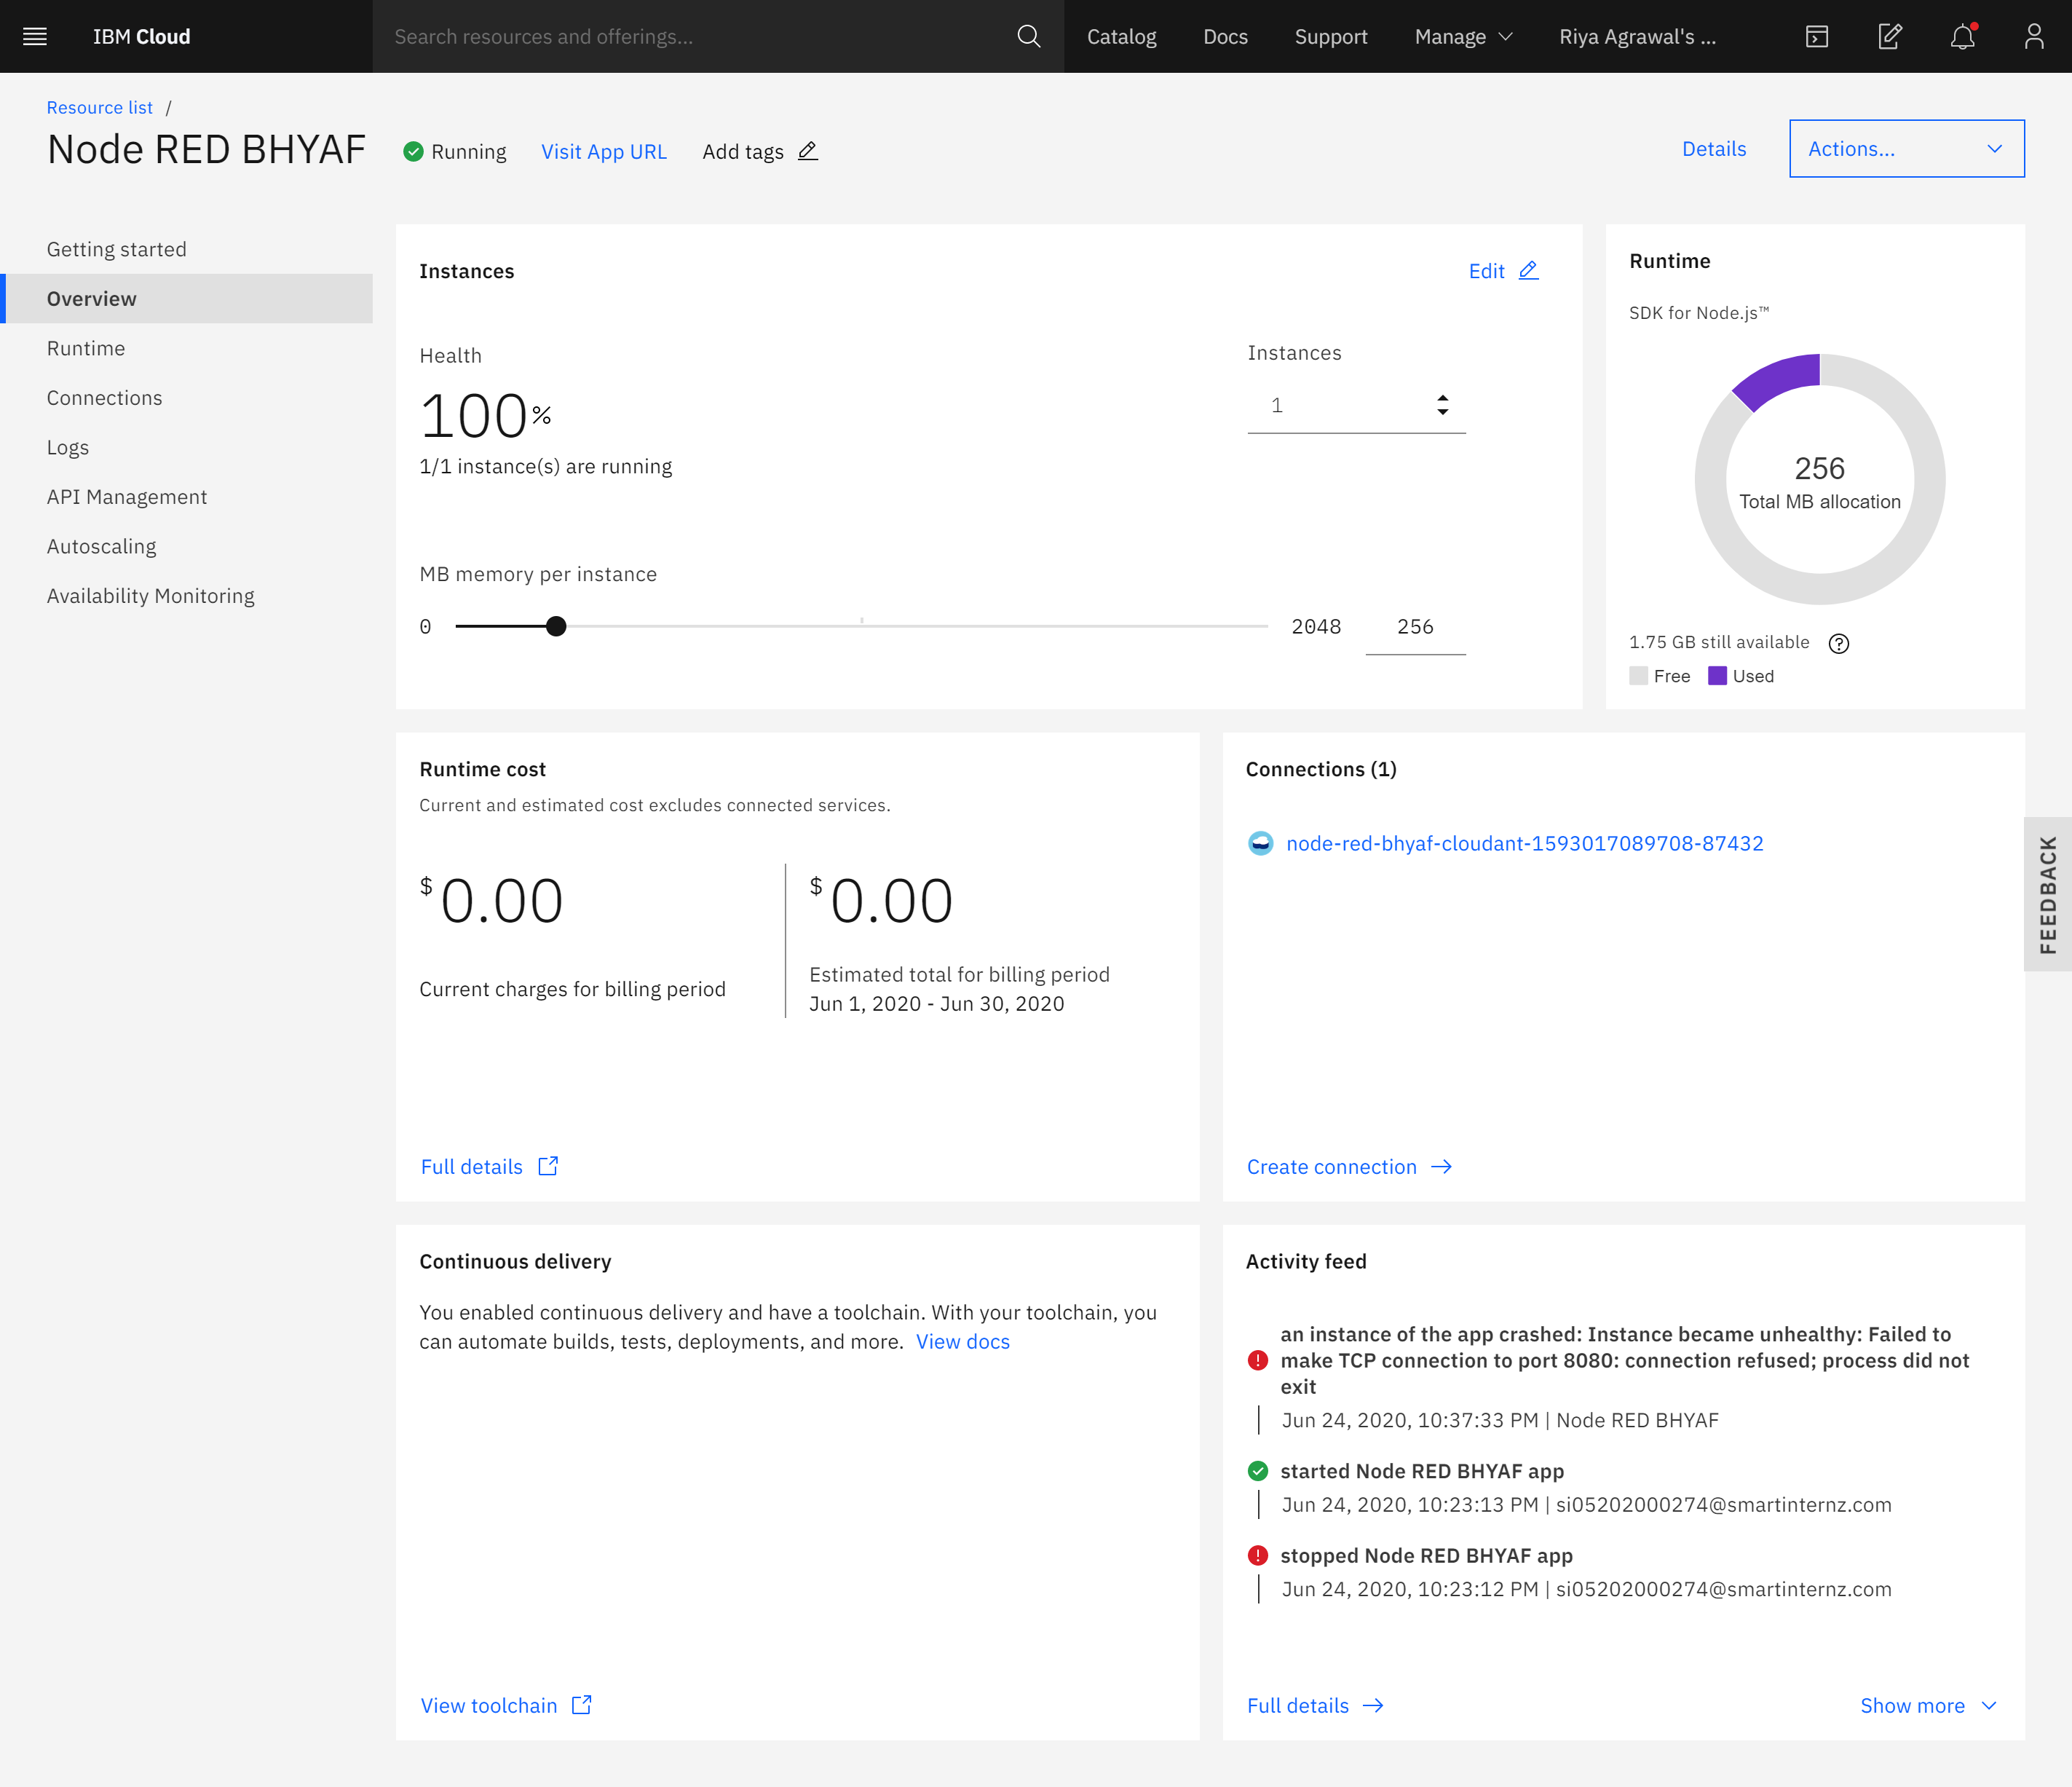 IBM Cloud
Search resources and offerings...
Catalog
Docs
Support
Manage
Riya Agrawal's ...
Resource list /
Node RED BHYAF
Running
Visit App URL
Add tags
Details
Actions...
Getting started
Overview
Runtime
Connections
Logs
API Management
Autoscaling
Availability Monitoring
Instances
Edit
Health
100%
1/1 instance(s) are running
Instances
1
MB memory per instance
0
2048
256
Runtime
SDK for Node.js™
256
Total MB allocation
1.75 GB still available
Free
Used
Runtime cost
Current and estimated cost excludes connected services.
$0.00
Current charges for billing period
$0.00
Estimated total for billing period
Jun 1, 2020 - Jun 30, 2020
Full details
Connections (1)
node-red-bhyaf-cloudant-1593017089708-87432
Create connection
FEEDBACK
Continuous delivery
You enabled continuous delivery and have a toolchain. With your toolchain, you
can automate builds, tests, deployments, and more. View docs
View toolchain
Activity feed
an instance of the app crashed: Instance became unhealthy: Failed to
make TCP connection to port 8080: connection refused; process did not
exit
Jun 24, 2020, 10:37:33 PM | Node RED BHYAF
started Node RED BHYAF app
Jun 24, 2020, 10:23:13 PM | si05202000274@smartinternz.com
stopped Node RED BHYAF app
Jun 24, 2020, 10:23:12 PM | si05202000274@smartinternz.com
Full details
Show more